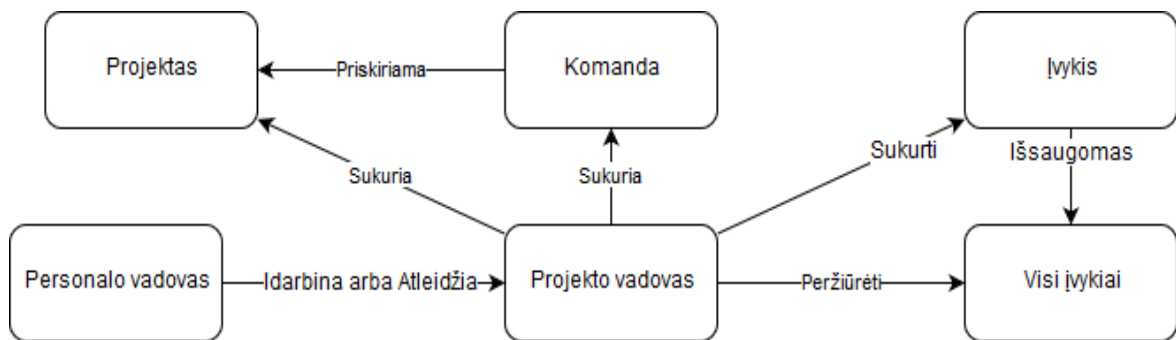 Projektas
Priskiriama
Komanda
Įvykis
Sukuria
Sukuria
Sukurti
Išsaugomas
Personalo vadovas
Idarbina arba Atleidžia
Projekto vadovas
Peržiūrėti
Visi įvykiai